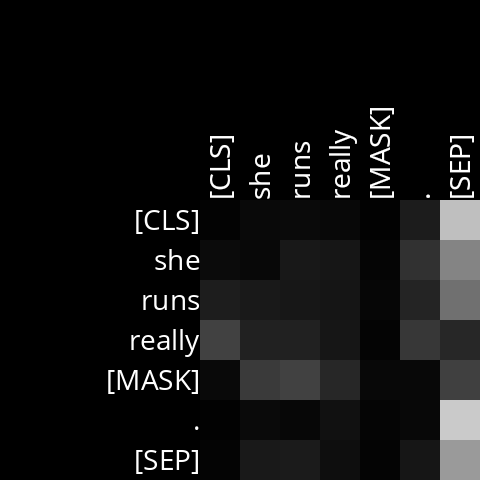 [CLS] she runs really [MASK] . [SEP]
[CLS]
she
runs
really
[MASK]
.
[SEP]